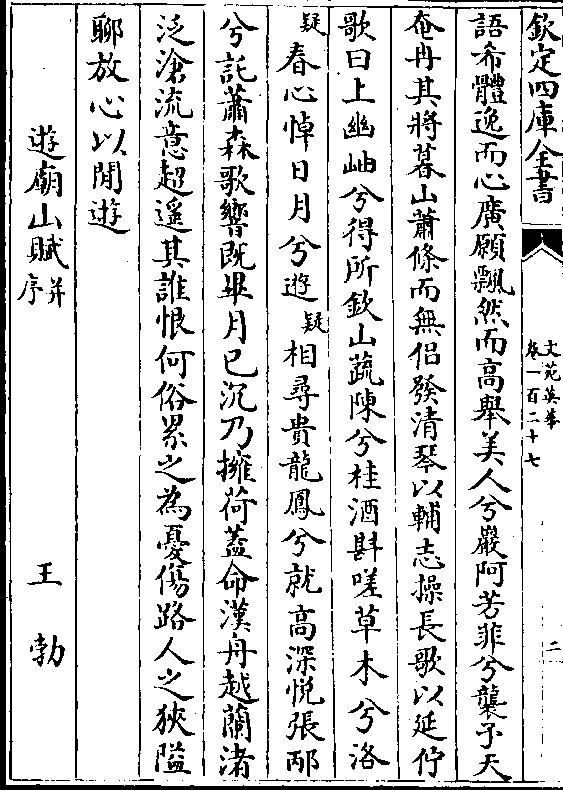 欽定四庫全書
文苑英華
卷一百二十七
二
語希體逸而心廣願飄然而高舉美人兮巖阿芳菲兮襲予天
奄冉其將暮山蕭條而無侣發清琴以輔志操長歌以延佇
歌曰上幽岫兮得所欽山蔬陳兮桂酒斟嗟草木兮洛
疑春心悼日月兮遊疑相尋貴龍鳳兮就高深悦張邴
兮託蕭森歌響既畢月已沉乃擁荷蓋命漢舟越蘭渚
泛滄流意超遥其誰恨何俗累之為憂傷路人之狹隘
聊放心以閒遊
遊廟山賦并序 王勃